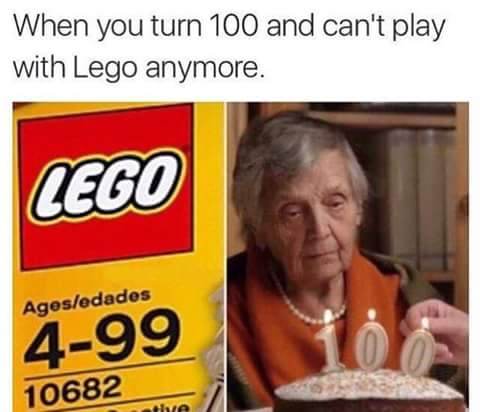 When you turn 100 and can't play
with Lego anymore.
LEGO
Ages/edades
4-99
10682
100